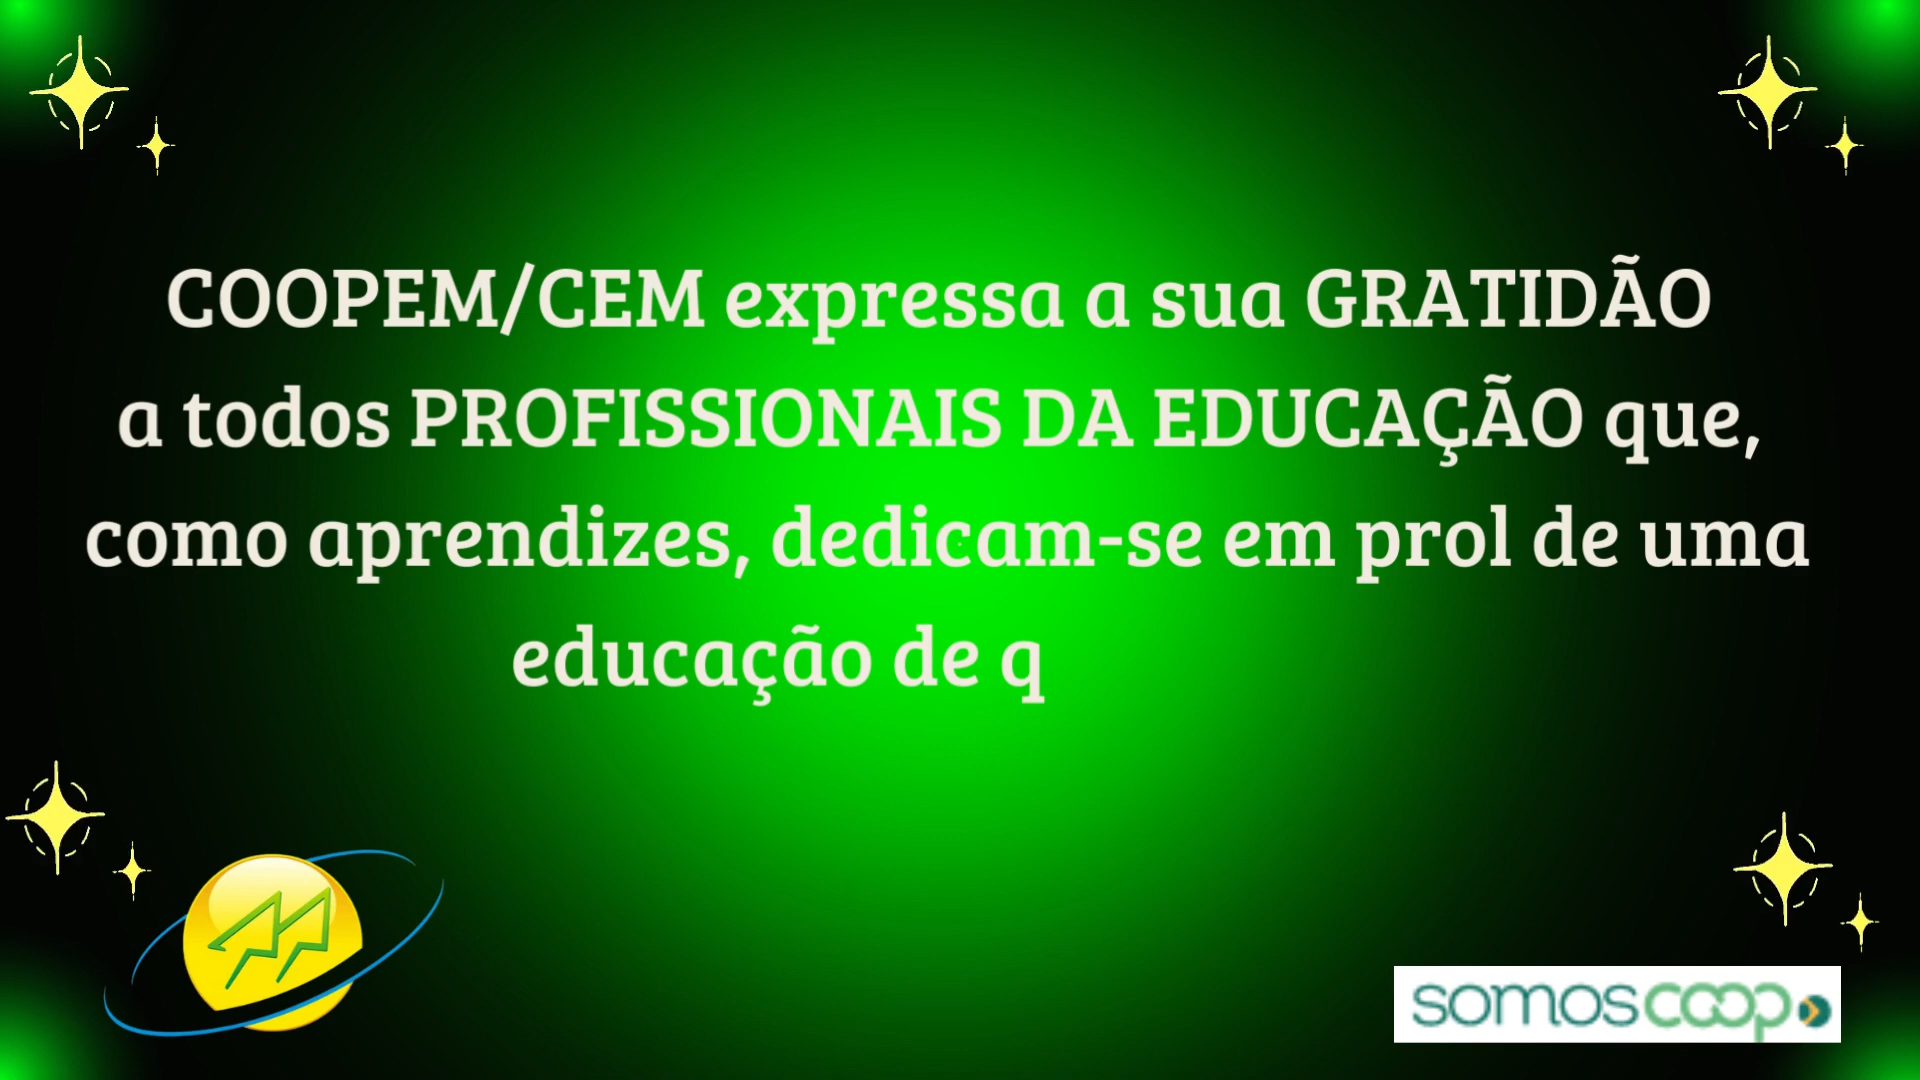 COOPEM/CEM expressa a sua GRATIDÃO
a todos PROFISSIONAIS DA EDUCAÇÃO que,
como aprendizes, dedicam-se em prol de uma
educação de q
somoscoop